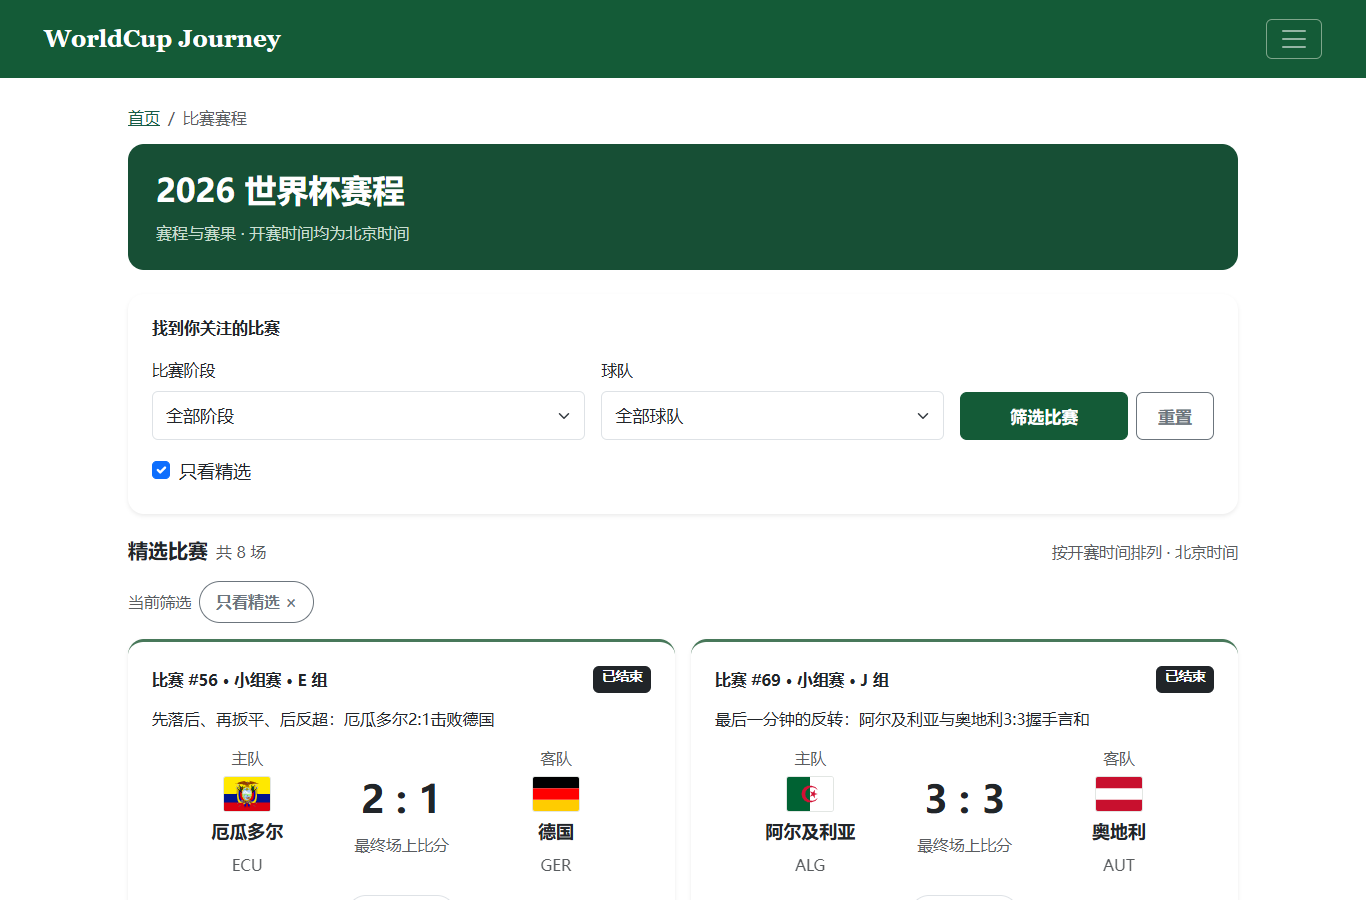 WorldCup Journey
首页 / 比赛赛程
2026 世界杯赛程
赛程与赛果 · 开赛时间均为北京时间
找到你关注的比赛
比赛阶段
球队
全部阶段
全部球队
筛选比赛
重置
只看精选
精选比赛 共 8 场
按开赛时间排列 · 北京时间
当前筛选 只看精选 ×
比赛 #56 • 小组赛 • E 组
已结束
先落后、再扳平、后反超：厄瓜多尔2:1击败德国
主队
客队
2 : 1
厄瓜多尔
德国
最终场上比分
ECU
GER
比赛 #69 • 小组赛 • J 组
已结束
最后一分钟的反转：阿尔及利亚与奥地利3:3握手言和
主队
客队
3 : 3
阿尔及利亚
奥地利
最终场上比分
ALG
AUT